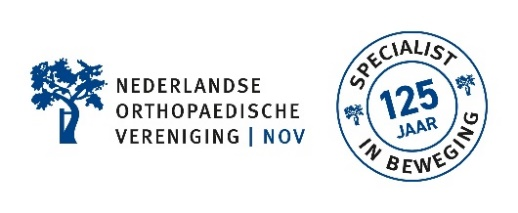 NEDERLANDSE
ORTHOPAEDISCHE
VERENIGING | NOV
SPECIALIST
125
JAAR
IN BEWEGING